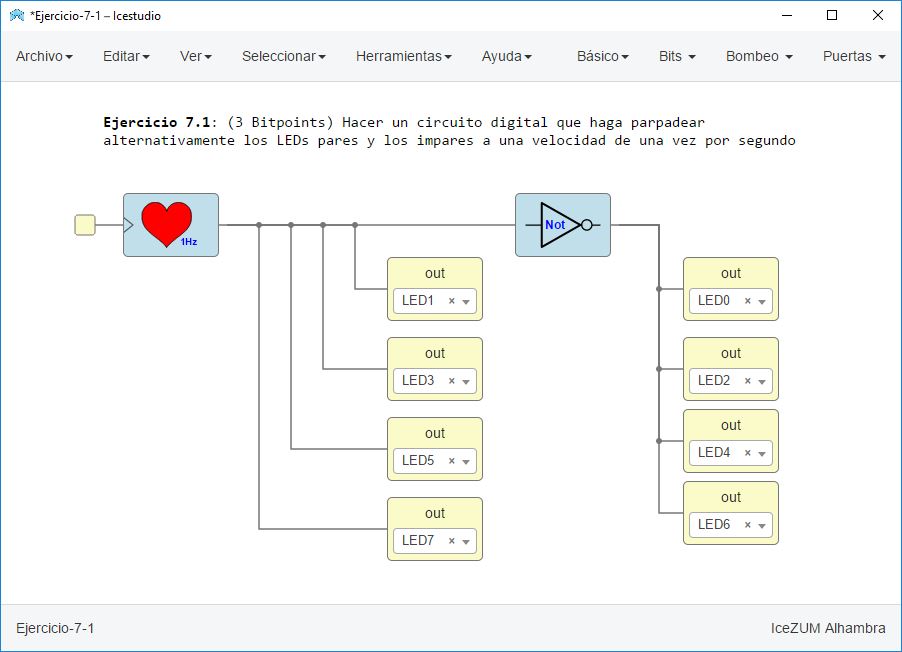 *Ejercicio-7-1 – Icestudio
Archivo Editar Ver Seleccionar Herramientas Ayuda Básico Bits Bombeo Puertas
Ejercicio 7.1: (3 Bitpoints) Hacer un circuito digital que haga parpadear
alternativamente los LEDs pares y los impares a una velocidad de una vez por segundo
1Hz
Not
out
LED1 ×
out
LED3 ×
out
LED5 ×
out
LED7 ×
out
LED0 ×
out
LED2 ×
out
LED4 ×
out
LED6 ×
Ejercicio-7-1
IceZUM Alhambra